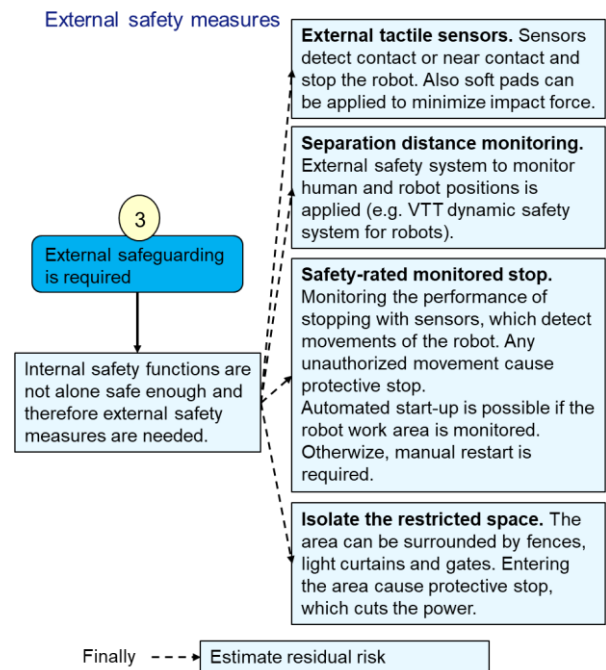 External safety measures
External tactile sensors. Sensors
detect contact or near contact and
stop the robot. Also soft pads can
be applied to minimize impact force.
Separation distance monitoring.
External safety system to monitor
human and robot positions is
applied (e.g. VTT dynamic safety
system for robots).
3
External safeguarding
is required
Safety-rated monitored stop.
Monitoring the performance of
stopping with sensors, which detect
movements of the robot. Any
unauthorized movement cause
protective stop.
Automated start-up is possible if the
robot work area is monitored.
Otherwize, manual restart is
required.
Internal safety functions are
not alone safe enough and
therefore external safety
measures are needed.
Isolate the restricted space. The
area can be surrounded by fences,
light curtains and gates. Entering
the area cause protective stop,
which cuts the power.
Finally
Estimate residual risk